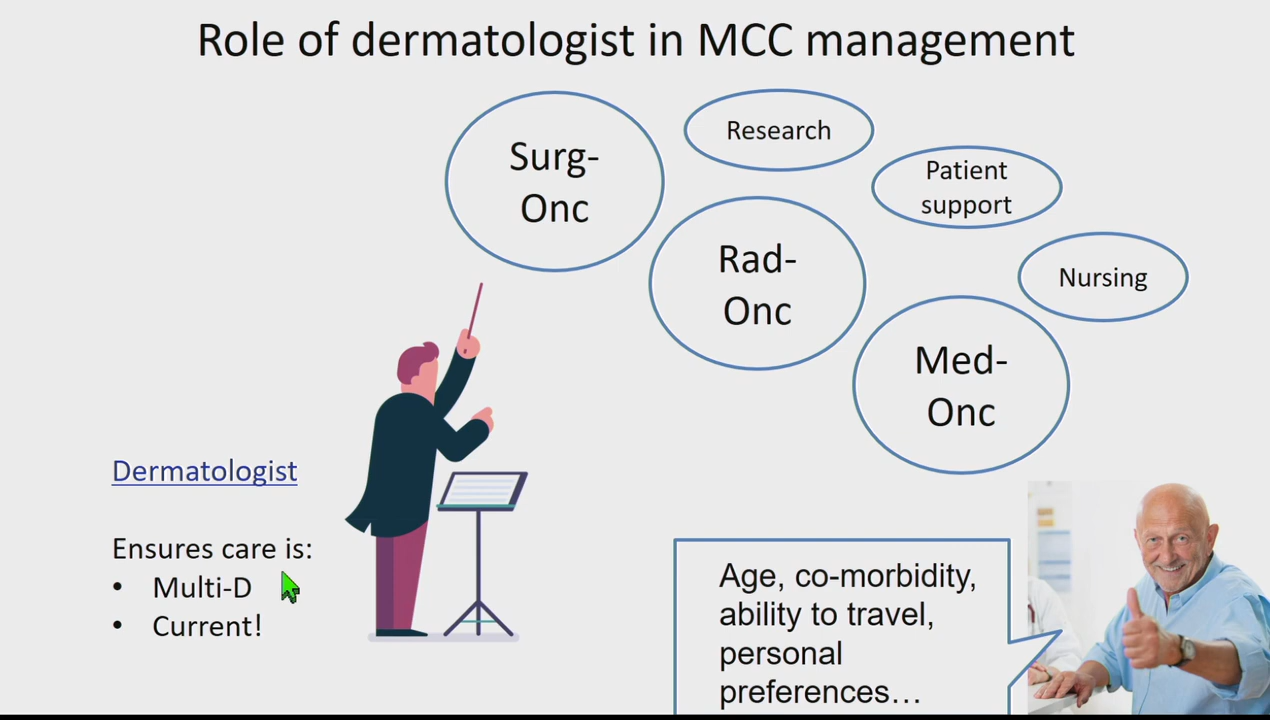 Role of dermatologist in MCC management
Surg-
Onc
Research
Patient
support
Rad-
Onc
Nursing
Med-
Onc
Dermatologist
Ensures care is:
• Multi-D
• Current!
Age, co-morbidity,
ability to travel,
personal
preferences…